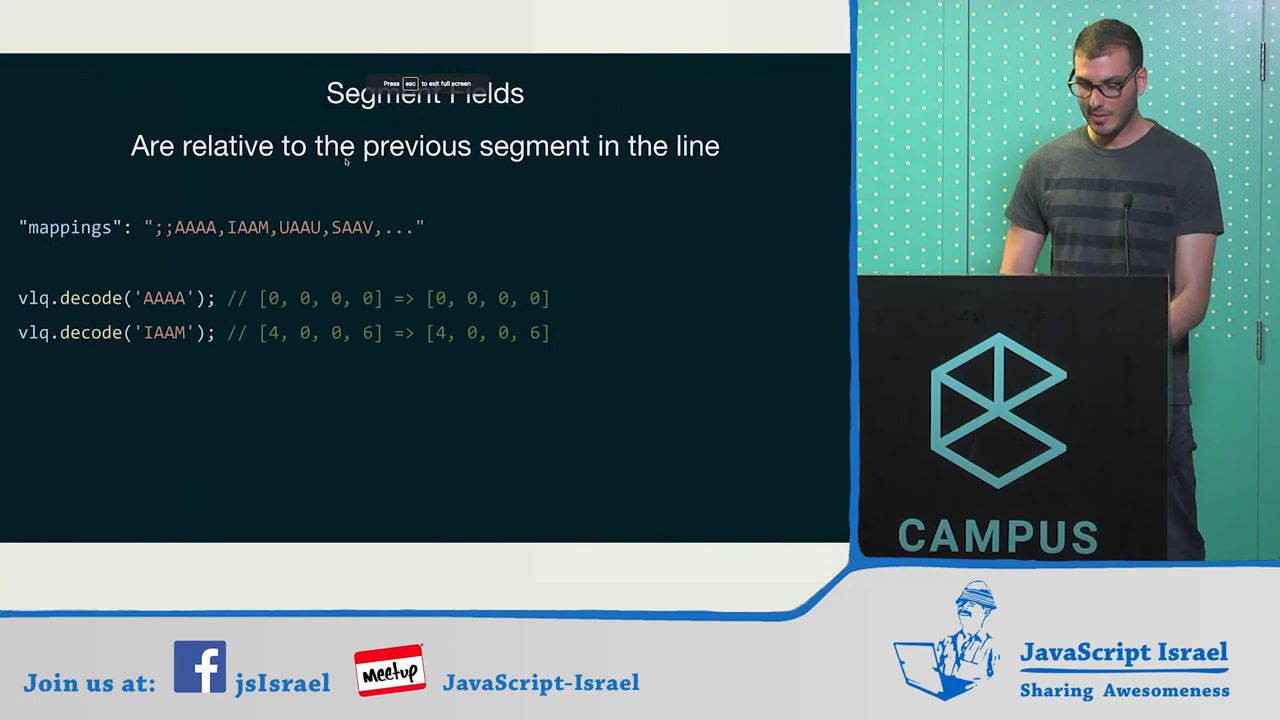 Press esc to exit full screen
Segment Fields
Are relative to the previous segment in the line
"mappings": ";;AAAA,IAAM,UAAU,SAAV,..."
vlq.decode('AAAA'); // [0, 0, 0, 0] => [0, 0, 0, 0]
vlq.decode('IAAM'); // [4, 0, 0, 6] => [4, 0, 0, 6]
CAMPUS
Join us at:
f
jsIsrael
Meetup
JavaScript-Israel
JavaScript Israel
Sharing Awesomeness